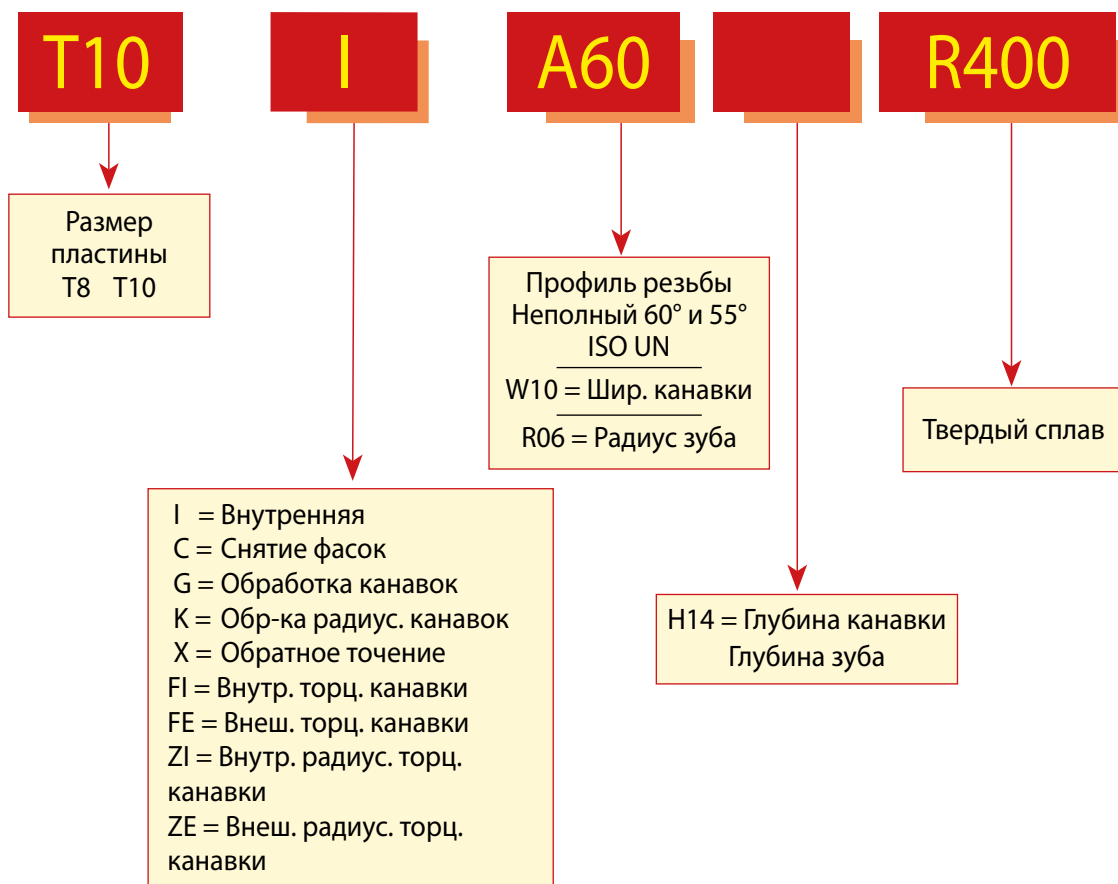 T10
I
A60
R400
Размер
пластины
T8 T10
Профиль резьбы
Неполный 60° и 55°
ISO UN
W10 = Шир. канавки
R06 = Радиус зуба
Твердый сплав
I = Внутренняя
C = Снятие фасок
G = Обработка канавок
K = Обр-ка радиус. канавок
X = Обратное точение
FI = Внутр. торц. канавки
FE = Внеш. торц. канавки
ZI = Внутр. радиус. торц.
канавки
ZE = Внеш. радиус. торц.
канавки
H14 = Глубина канавки
Глубина зуба